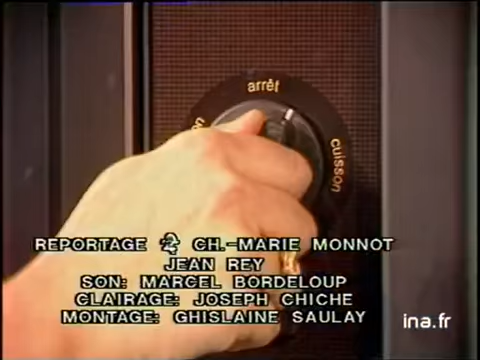 arrêt
cuisson
REPORTAGE 2 CH.-MARIE MONNOT
JEAN REY
SON: MARCEL BORDELOUP
CLAIRAGE: JOSEPH CHICHE
MONTAGE: GHISLAINE SAULAY
ina.fr